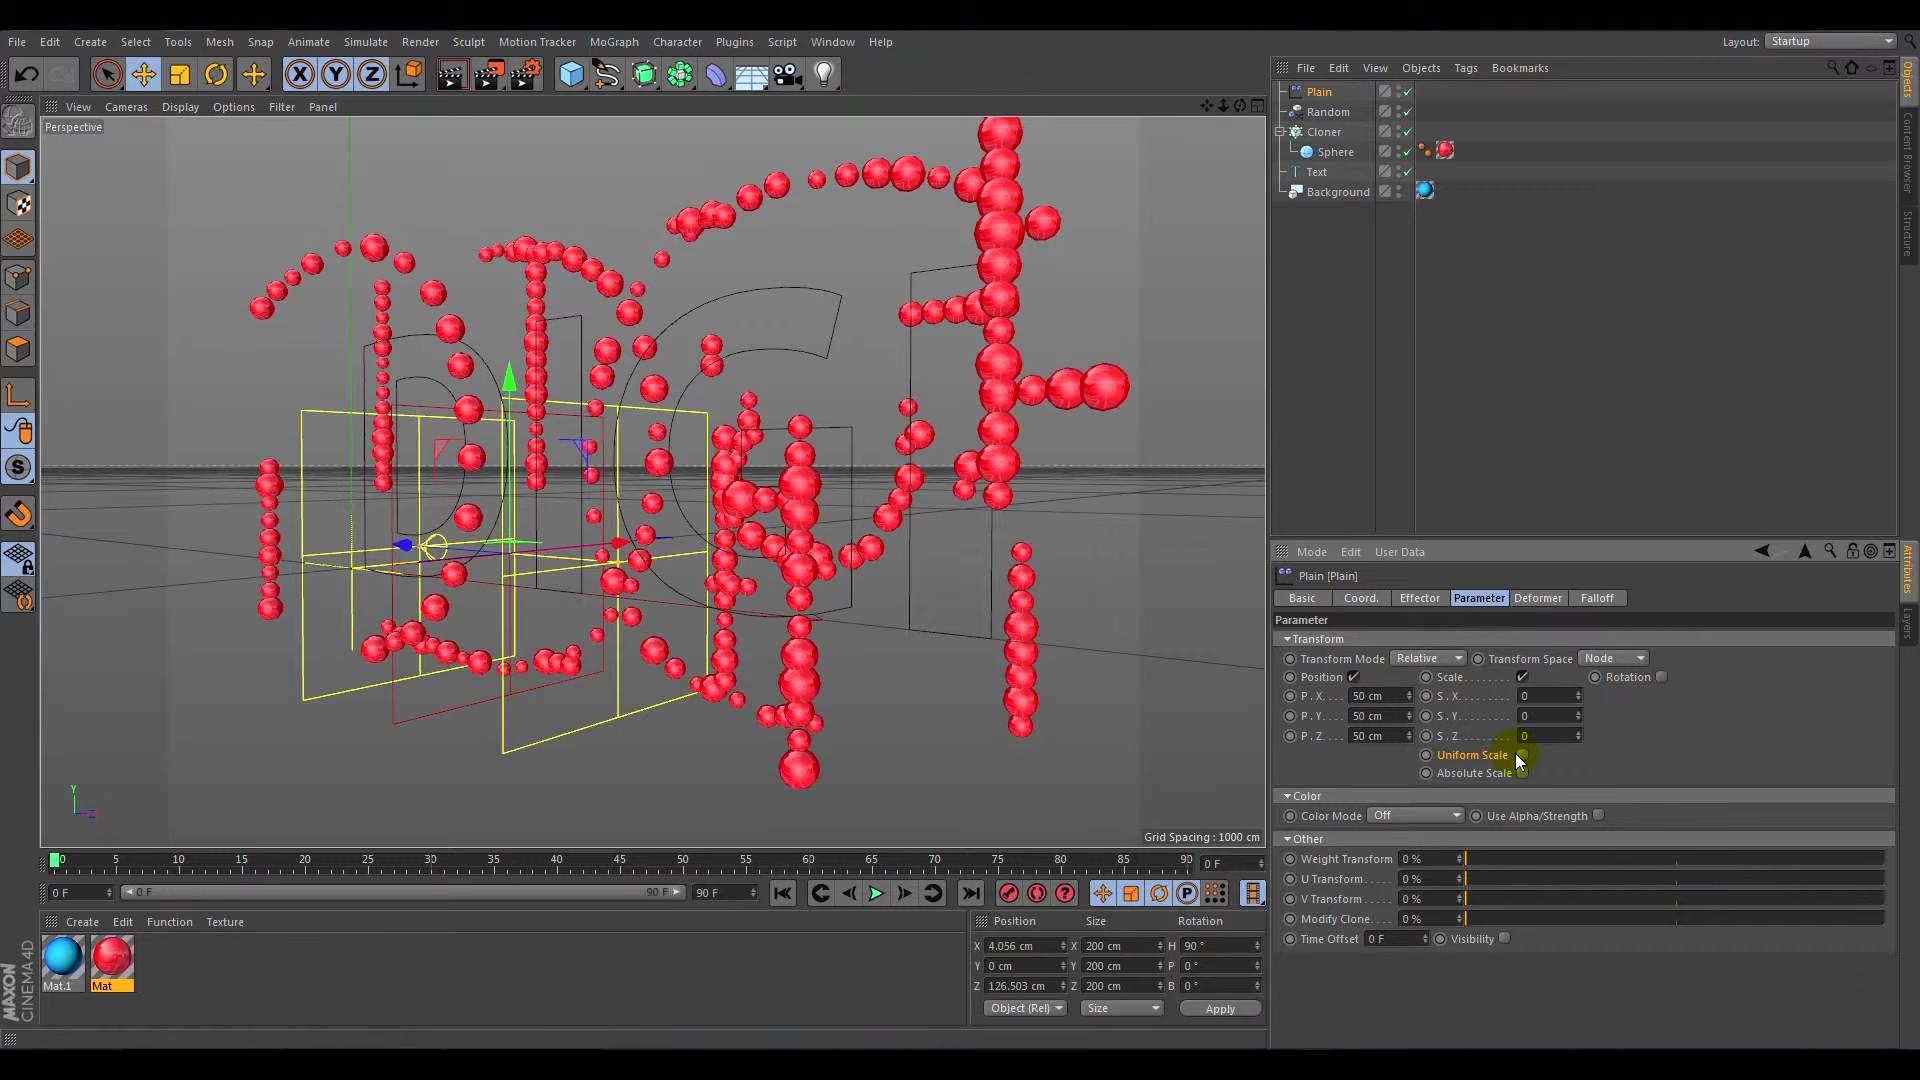 File Edit Create Select Tools Mesh Snap Animate Simulate Render Sculpt Motion Tracker MoGraph Character Plugins Script Window Help
Layout: Startup
X Y Z
View Cameras Display Options Filter Panel
Perspective
Y
Z
Grid Spacing : 1000 cm
0 5 10 15 20 25 30 35 40 45 50 55 60 65 70 75 80 85 90
0 F
0 F
0 F
90 F
90 F
P
Create Edit Function Texture
Mat.1
Mat
MAXON
CINEMA4D
Position Size Rotation
X 4.056 cm X 200 cm H 90 °
Y 0 cm Y 200 cm P 0 °
Z 126.503 cm Z 200 cm B 0 °
Object (Rel) Size Apply
File Edit View Objects Tags Bookmarks
Plain
Random
Cloner
Sphere
Text
Background
Objects
Content Browser
Structure
Mode Edit User Data
Plain [Plain]
Basic Coord. Effector Parameter Deformer Falloff
Parameter
Transform
Transform Mode Relative Transform Space Node
Position Scale . . . . . . . . Rotation
P . X . . . . 50 cm S . X . . . . . . . . . 0
P . Y . . . . 50 cm S . Y . . . . . . . . . 0
P . Z . . . . 50 cm S . Z . . . . . . . . . 0
Uniform Scale
Absolute Scale
Color
Color Mode Off Use Alpha/Strength
Other
Weight Transform 0 %
U Transform . . . . . 0 %
V Transform . . . . . 0 %
Modify Clone . . . . 0 %
Time Offset 0 F Visibility
Attributes
Layers